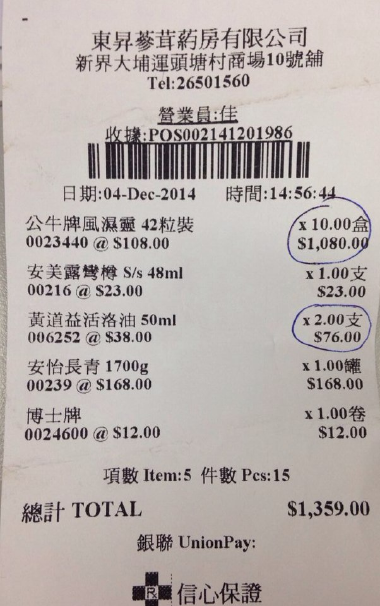 東昇蔘茸葯房有限公司
新界大埔運頭塘村商場10號舖
Tel:26501560
營業員:佳
收據:POS002141201986
日期:04-Dec-2014 時間:14:56:44
公牛牌風濕靈 42粒裝 x 10.00盒
0023440 @ $108.00 $1,080.00
安美露彎樽 S/s 48ml x 1.00支
00216 @ $23.00 $23.00
黃道益活洛油 50ml x 2.00支
006252 @ $38.00 $76.00
安怡長青 1700g x 1.00罐
00239 @ $168.00 $168.00
博士牌 x 1.00卷
0024600 @ $12.00 $12.00
項數 Item:5 件數 Pcs:15
總計 TOTAL $1,359.00
銀聯 UnionPay:
Rx 信心保證